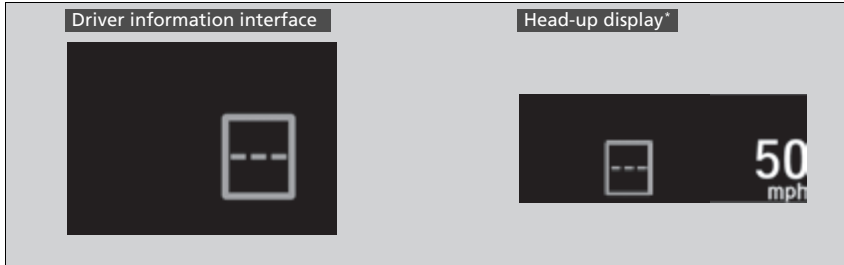 Driver information interface
Head-up display*
---
---
50
mph